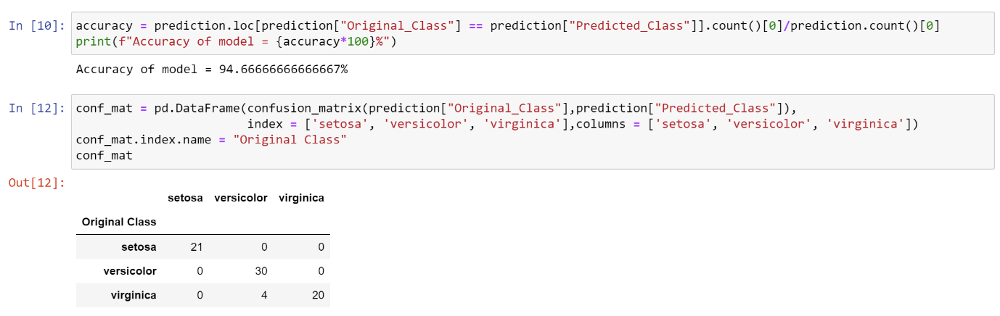 In [10]: accuracy = prediction.loc[prediction["Original_Class"] == prediction["Predicted_Class"]].count()[0]/prediction.count()[0]
print(f"Accuracy of model = {accuracy*100}%")
Accuracy of model = 94.66666666666667%
In [12]: conf_mat = pd.DataFrame(confusion_matrix(prediction["Original_Class"],prediction["Predicted_Class"]),
index = ['setosa', 'versicolor', 'virginica'],columns = ['setosa', 'versicolor', 'virginica'])
conf_mat.index.name = "Original Class"
conf_mat
Out[12]:
setosa versicolor virginica
Original Class
setosa 21 0 0
versicolor 0 30 0
virginica 0 4 20